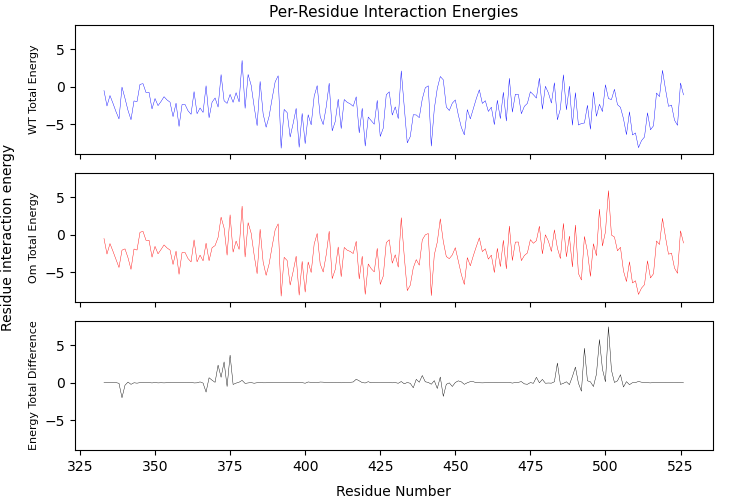 Per-Residue Interaction Energies
Residue interaction energy
WT Total Energy
5
0
−5
Om Total Energy
5
0
−5
Energy Total Difference
5
0
−5
325 350 375 400 425 450 475 500 525
Residue Number